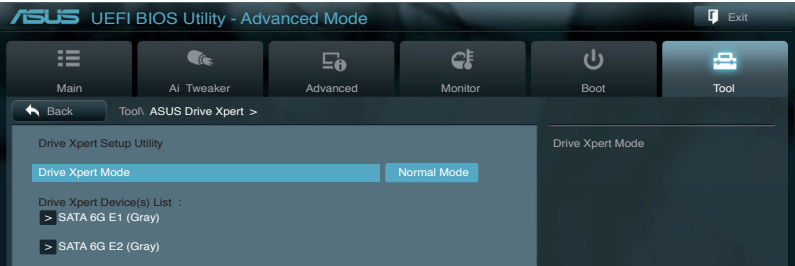 ASUS UEFI BIOS Utility - Advanced Mode Exit
Main Ai Tweaker Advanced Monitor Boot Tool
Back Tool\ ASUS Drive Xpert >
Drive Xpert Setup Utility Drive Xpert Mode
Drive Xpert Mode Normal Mode
Drive Xpert Device(s) List :
> SATA 6G E1 (Gray)
> SATA 6G E2 (Gray)